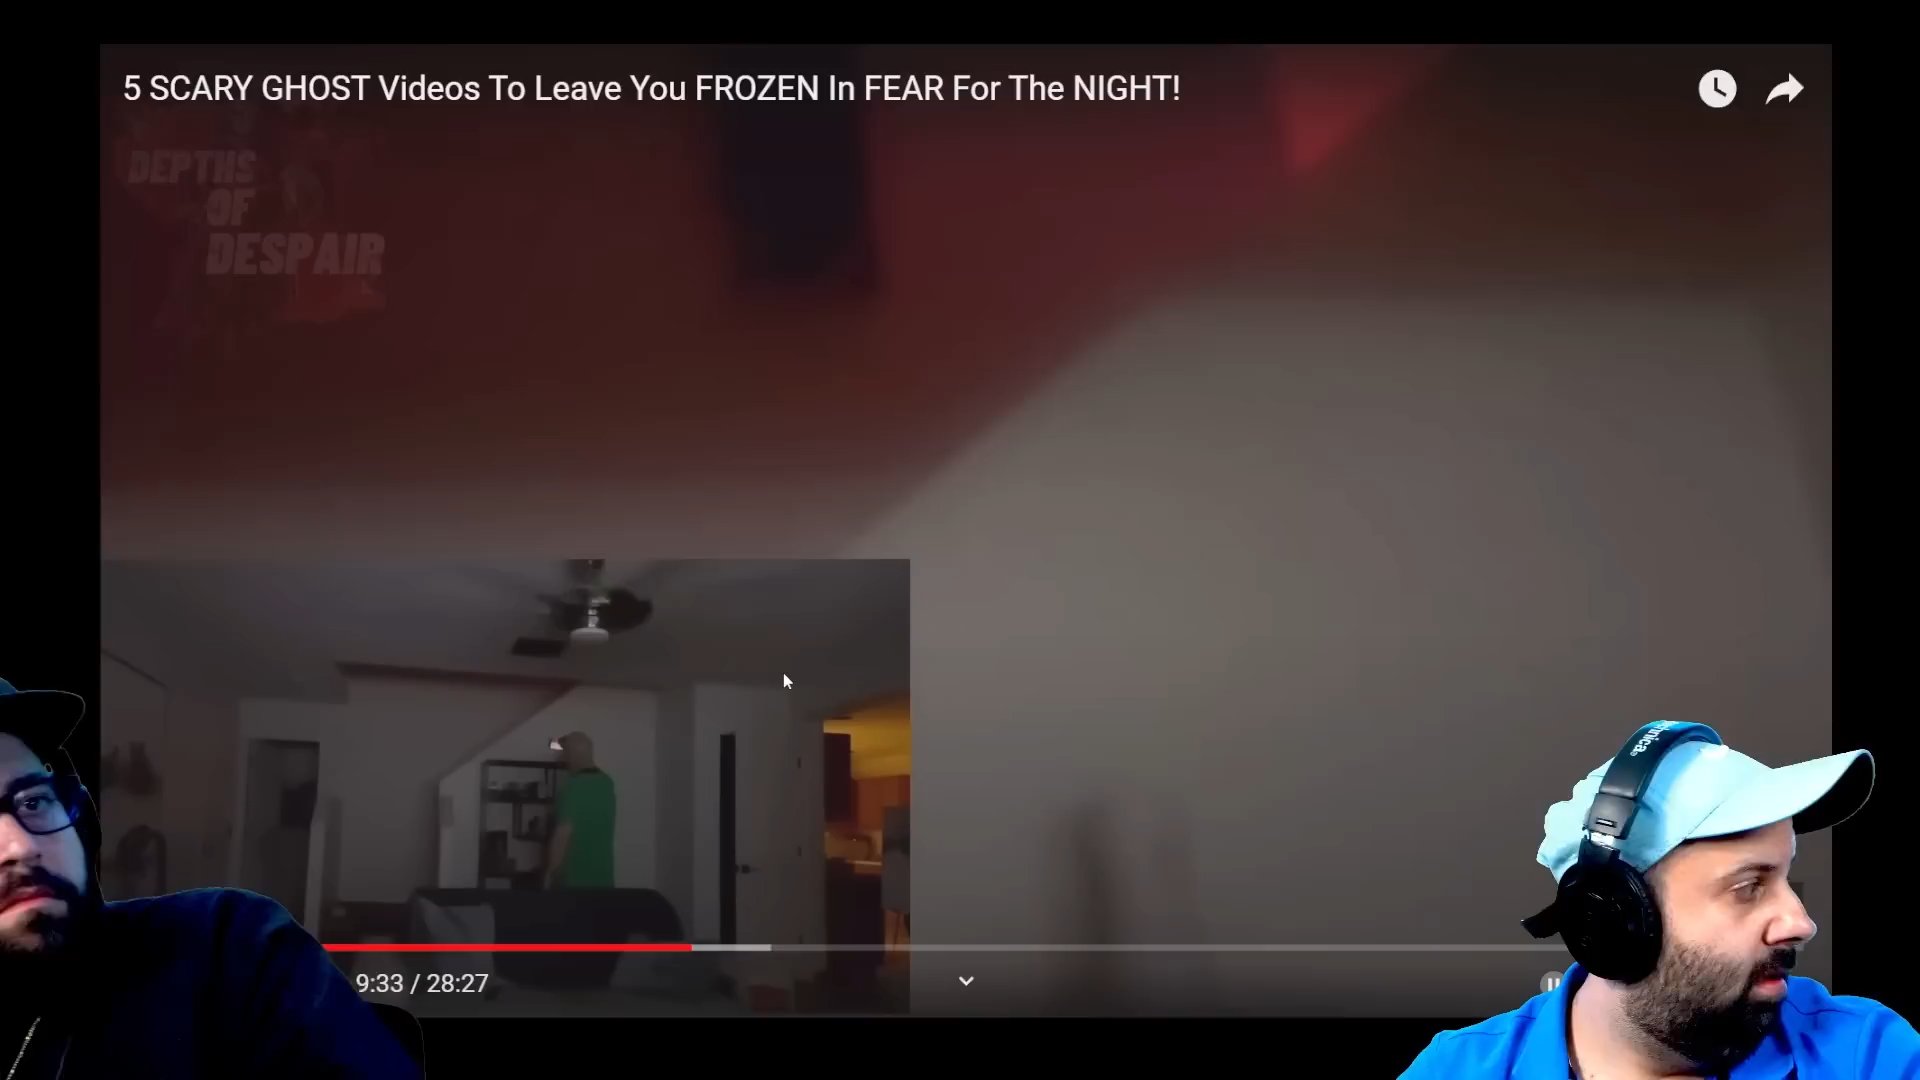 5 SCARY GHOST Videos To Leave You FROZEN In FEAR For The NIGHT!
DEPTHS
OF
DESPAIR
9:33 / 28:27